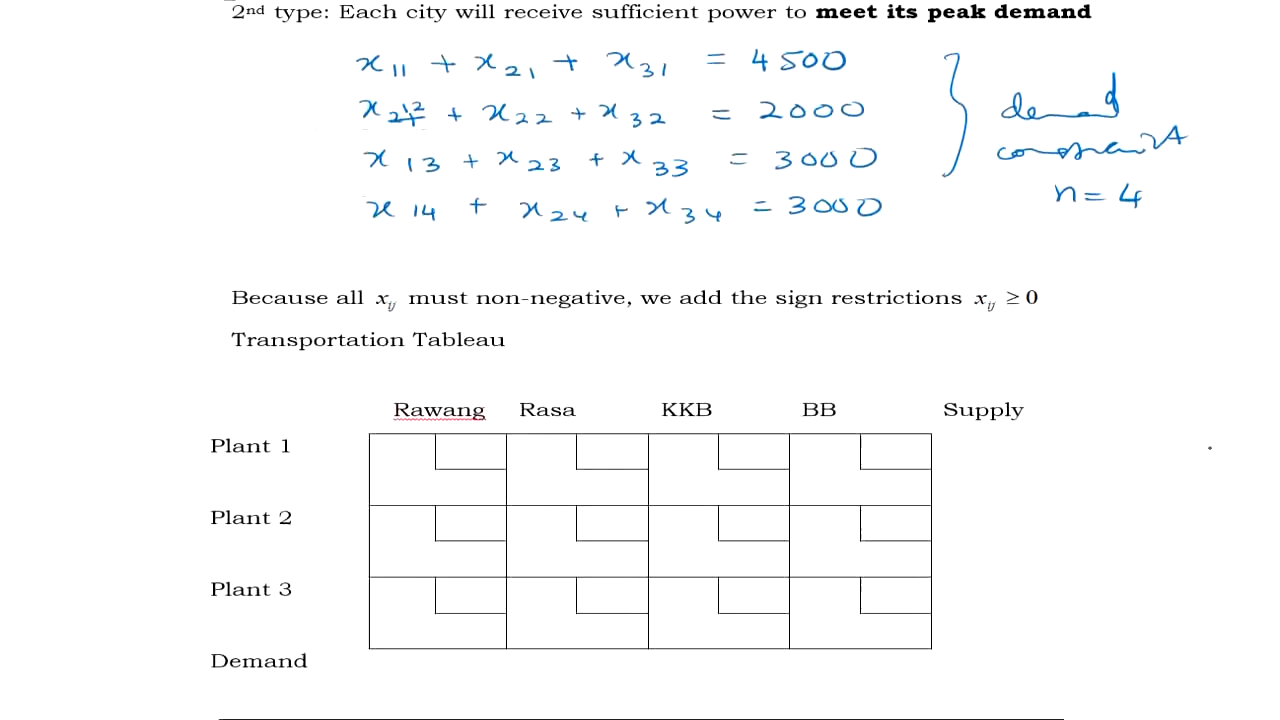 2nd type: Each city will receive sufficient power to meet its peak demand
x11 + x21 + x31 = 4500
x12 + x22 + x32 = 2000
x13 + x23 + x33 = 3000
x14 + x24 + x34 = 3000
demand
constraint
n = 4
Because all xij must non-negative, we add the sign restrictions xij ≥ 0
Transportation Tableau
Rawang Rasa KKB BB Supply
Plant 1
Plant 2
Plant 3
Demand